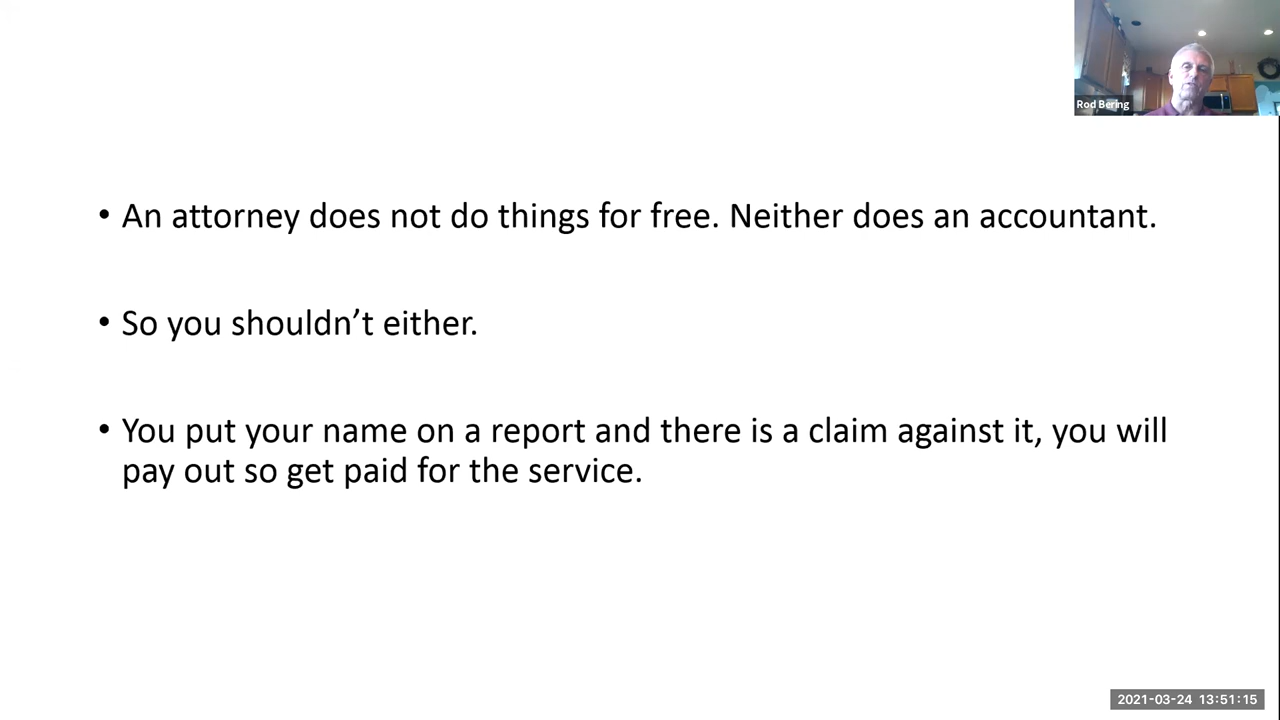 Rod Bering
• An attorney does not do things for free. Neither does an accountant.
• So you shouldn’t either.
• You put your name on a report and there is a claim against it, you will
pay out so get paid for the service.
2021-03-24 13:51:15